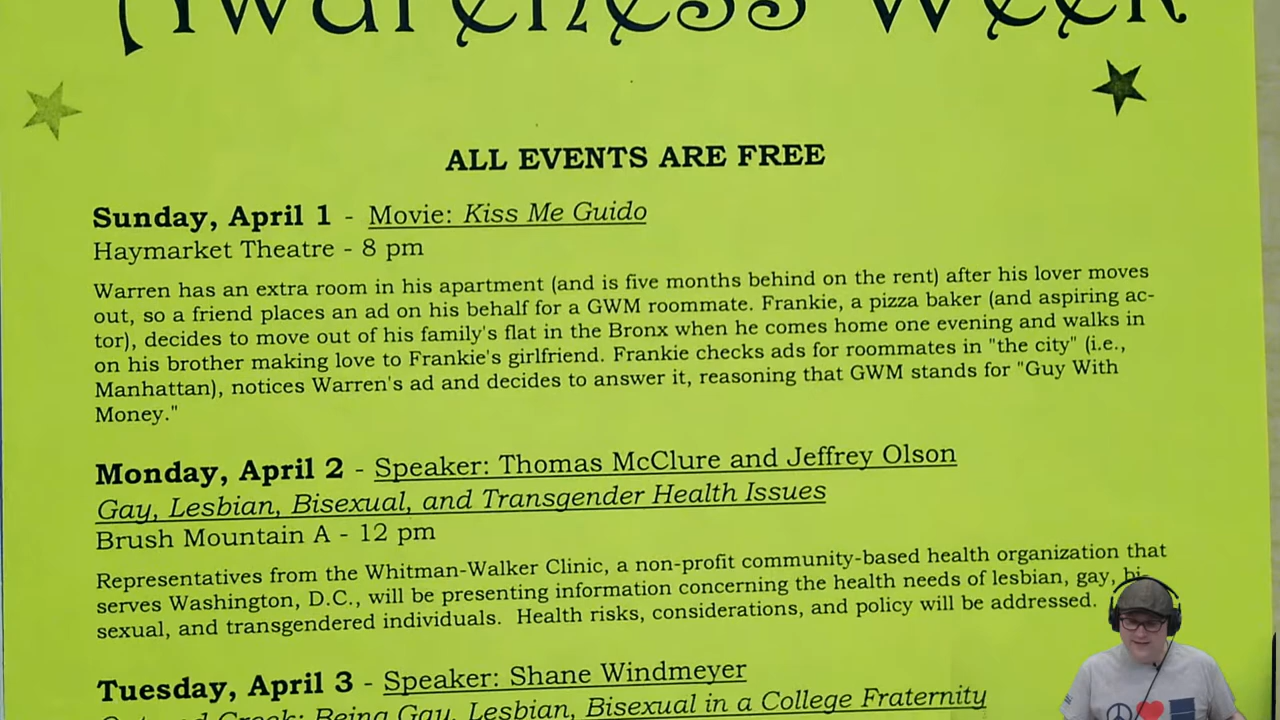 Awareness Week
ALL EVENTS ARE FREE
Sunday, April 1 - Movie: Kiss Me Guido
Haymarket Theatre - 8 pm
Warren has an extra room in his apartment (and is five months behind on the rent) after his lover moves
out, so a friend places an ad on his behalf for a GWM roommate. Frankie, a pizza baker (and aspiring ac-
tor), decides to move out of his family's flat in the Bronx when he comes home one evening and walks in
on his brother making love to Frankie's girlfriend. Frankie checks ads for roommates in "the city" (i.e.,
Manhattan), notices Warren's ad and decides to answer it, reasoning that GWM stands for "Guy With
Money."
Monday, April 2 - Speaker: Thomas McClure and Jeffrey Olson
Gay, Lesbian, Bisexual, and Transgender Health Issues
Brush Mountain A - 12 pm
Representatives from the Whitman-Walker Clinic, a non-profit community-based health organization that
serves Washington, D.C., will be presenting information concerning the health needs of lesbian, gay, bi-
sexual, and transgendered individuals. Health risks, considerations, and policy will be addressed.
Tuesday, April 3 - Speaker: Shane Windmeyer
Being Gay, Lesbian, Bisexual in a College Fraternity